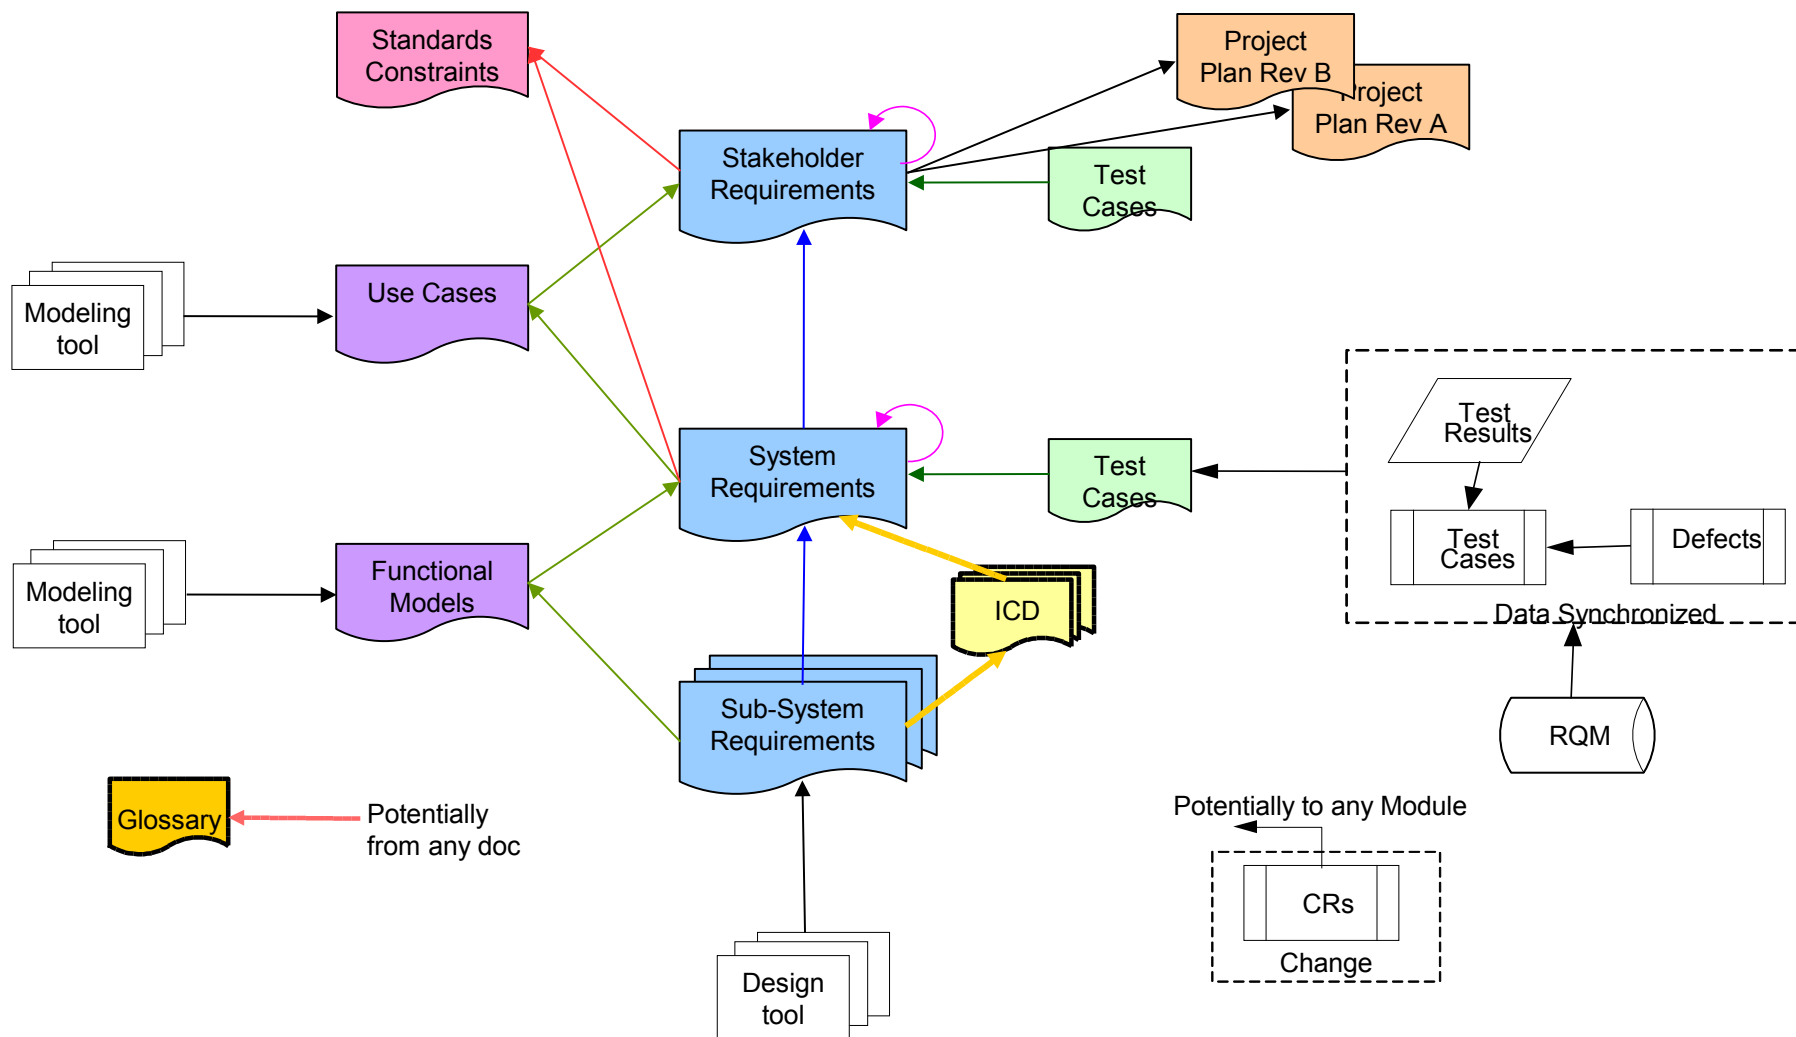 Standards
Constraints
Project
Plan Rev B
Project
Plan Rev A
Stakeholder
Requirements
Test
Cases
Use Cases
Modeling
tool
System
Requirements
Test
Cases
Test
Results
Test
Cases
Defects
Data Synchronized
Functional
Models
Modeling
tool
ICD
Sub-System
Requirements
RQM
Glossary
Potentially
from any doc
Potentially to any Module
CRs
Change
Design
tool